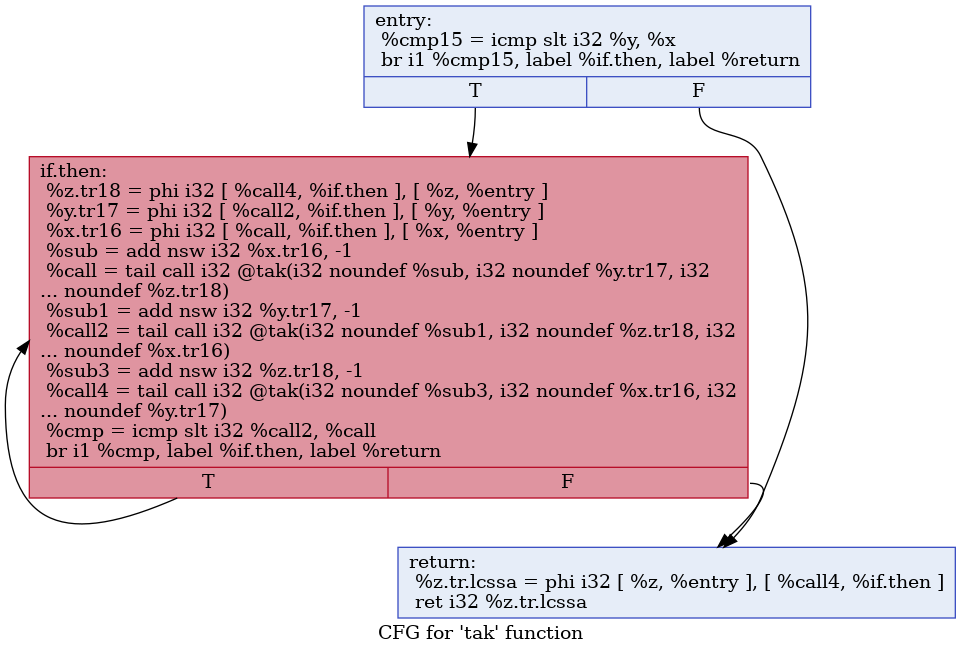 entry:
%cmp15 = icmp slt i32 %y, %x
br i1 %cmp15, label %if.then, label %return
T F
if.then:
%z.tr18 = phi i32 [ %call4, %if.then ], [ %z, %entry ]
%y.tr17 = phi i32 [ %call2, %if.then ], [ %y, %entry ]
%x.tr16 = phi i32 [ %call, %if.then ], [ %x, %entry ]
%sub = add nsw i32 %x.tr16, -1
%call = tail call i32 @tak(i32 noundef %sub, i32 noundef %y.tr17, i32
... noundef %z.tr18)
%sub1 = add nsw i32 %y.tr17, -1
%call2 = tail call i32 @tak(i32 noundef %sub1, i32 noundef %z.tr18, i32
... noundef %x.tr16)
%sub3 = add nsw i32 %z.tr18, -1
%call4 = tail call i32 @tak(i32 noundef %sub3, i32 noundef %x.tr16, i32
... noundef %y.tr17)
%cmp = icmp slt i32 %call2, %call
br i1 %cmp, label %if.then, label %return
T F
return:
%z.tr.lcssa = phi i32 [ %z, %entry ], [ %call4, %if.then ]
ret i32 %z.tr.lcssa
CFG for 'tak' function